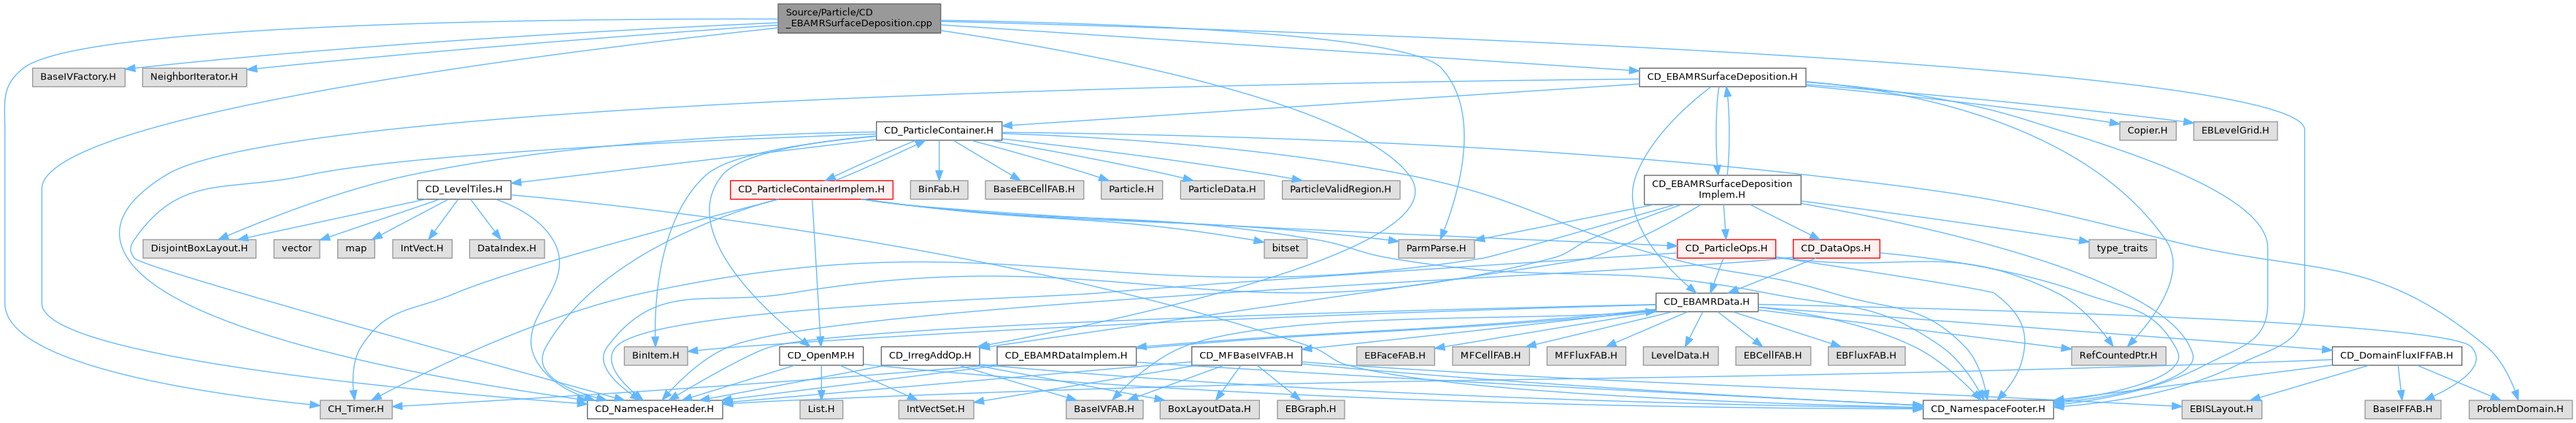 Source/Particle/CD
_EBAMRSurfaceDeposition.cpp
BaseIVFactory.H
NeighborIterator.H
CD_EBAMRSurfaceDeposition.H
CD_ParticleContainer.H
Copier.H
EBLevelGrid.H
CD_LevelTiles.H
CD_ParticleContainerImplem.H
BinFab.H
BaseEBCellFAB.H
Particle.H
ParticleData.H
ParticleValidRegion.H
CD_EBAMRSurfaceDeposition
Implem.H
DisjointBoxLayout.H
vector
map
IntVect.H
DataIndex.H
bitset
ParmParse.H
CD_ParticleOps.H
CD_DataOps.H
type_traits
CD_EBAMRData.H
BinItem.H
CD_OpenMP.H
CD_IrregAddOp.H
CD_EBAMRDataImplem.H
CD_MFBaseIVFAB.H
EBFaceFAB.H
MFCellFAB.H
MFFluxFAB.H
LevelData.H
EBCellFAB.H
EBFluxFAB.H
RefCountedPtr.H
CD_DomainFluxIFFAB.H
CH_Timer.H
CD_NamespaceHeader.H
List.H
IntVectSet.H
BaseIVFAB.H
BoxLayoutData.H
EBGraph.H
CD_NamespaceFooter.H
EBISLayout.H
BaseIFFAB.H
ProblemDomain.H